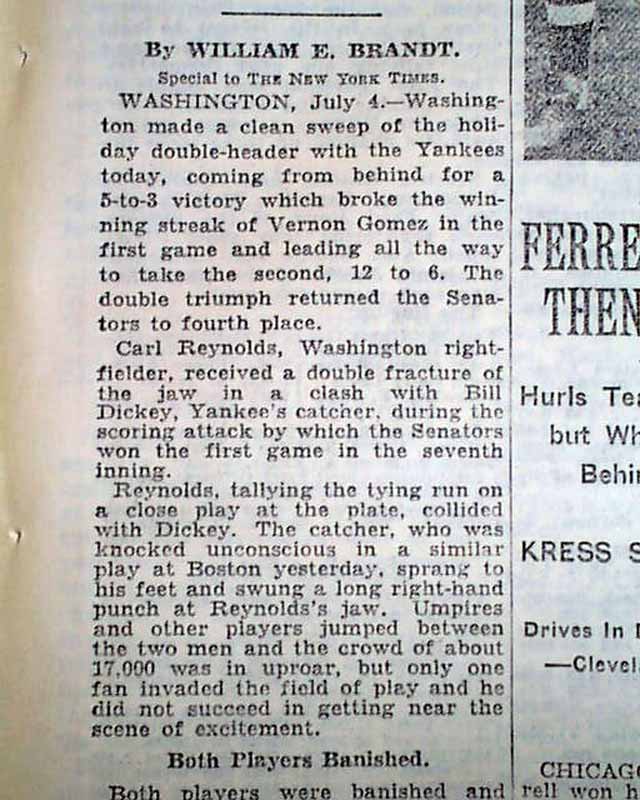 By WILLIAM E. BRANDT.
Special to THE NEW YORK TIMES.
WASHINGTON, July 4.—Washing-
ton made a clean sweep of the holi-
day double-header with the Yankees
today, coming from behind for a
5-to-3 victory which broke the win-
ning streak of Vernon Gomez in the
first game and leading all the way
to take the second, 12 to 6. The
double triumph returned the Sena-
tors to fourth place.
Carl Reynolds, Washington right-
fielder, received a double fracture of
the jaw in a clash with Bill
Dickey, Yankee's catcher, during the
scoring attack by which the Senators
won the first game in the seventh
inning.
Reynolds, tallying the tying run on
a close play at the plate, collided
with Dickey. The catcher, who was
knocked unconscious in a similar
play at Boston yesterday, sprang to
his feet and swung a long right-hand
punch at Reynolds's jaw. Umpires
and other players jumped between
the two men and the crowd of about
17,000 was in uproar, but only one
fan invaded the field of play and he
did not succeed in getting near the
scene of excitement.
Both Players Banished.
Both players were banished and
FERRE
THEN
Hurls Tea
but Wh
Behin
KRESS S
Drives In
—Clevel
CHICAGO
rell won h